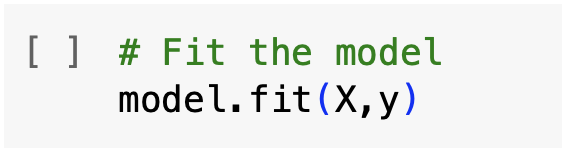 [ ] # Fit the model
model.fit(X,y)